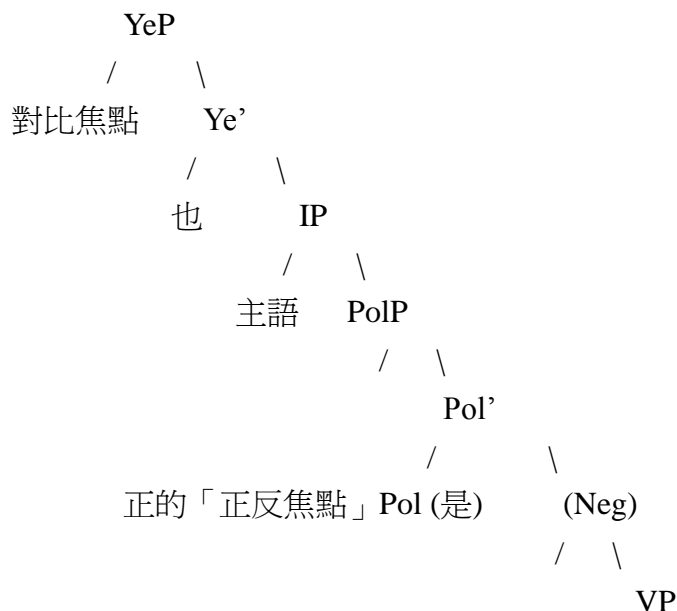 YeP
對比焦點 Ye’
也 IP
主語 PolP
Pol’
正的「正反焦點」Pol (是) (Neg)
VP